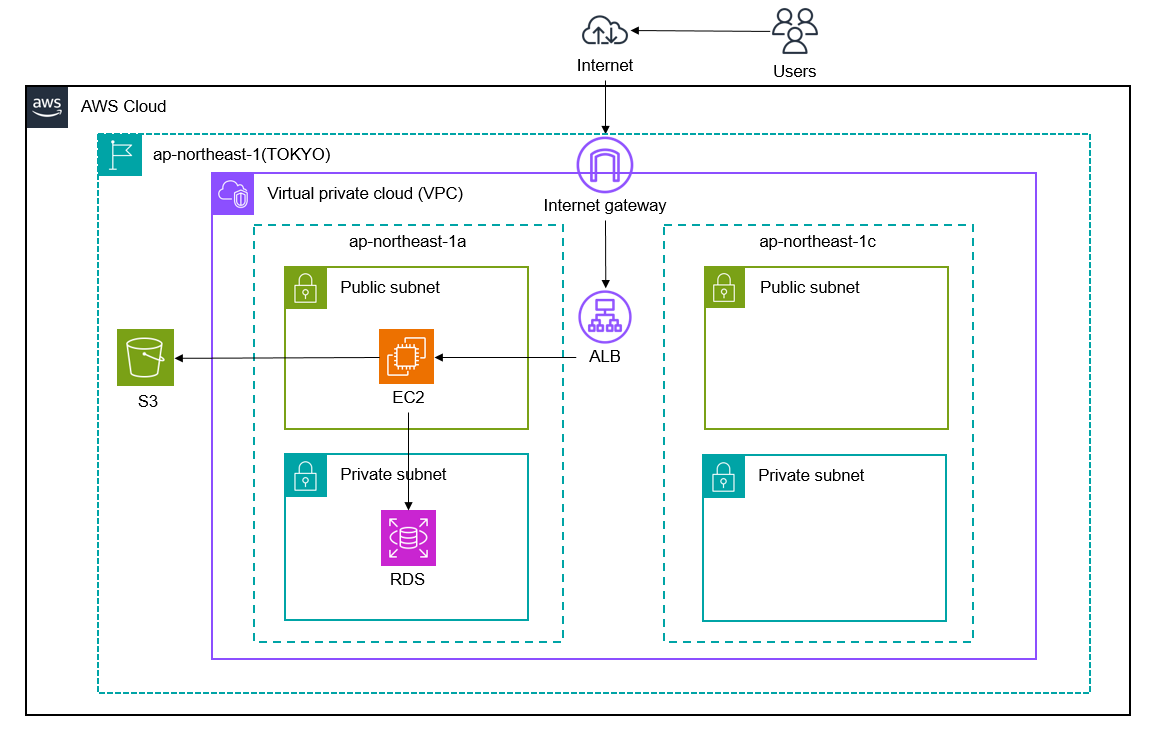 Internet
Users
aws
AWS Cloud
ap-northeast-1(TOKYO)
Virtual private cloud (VPC)
Internet gateway
ap-northeast-1a
ap-northeast-1c
Public subnet
Public subnet
ALB
EC2
S3
Private subnet
Private subnet
RDS